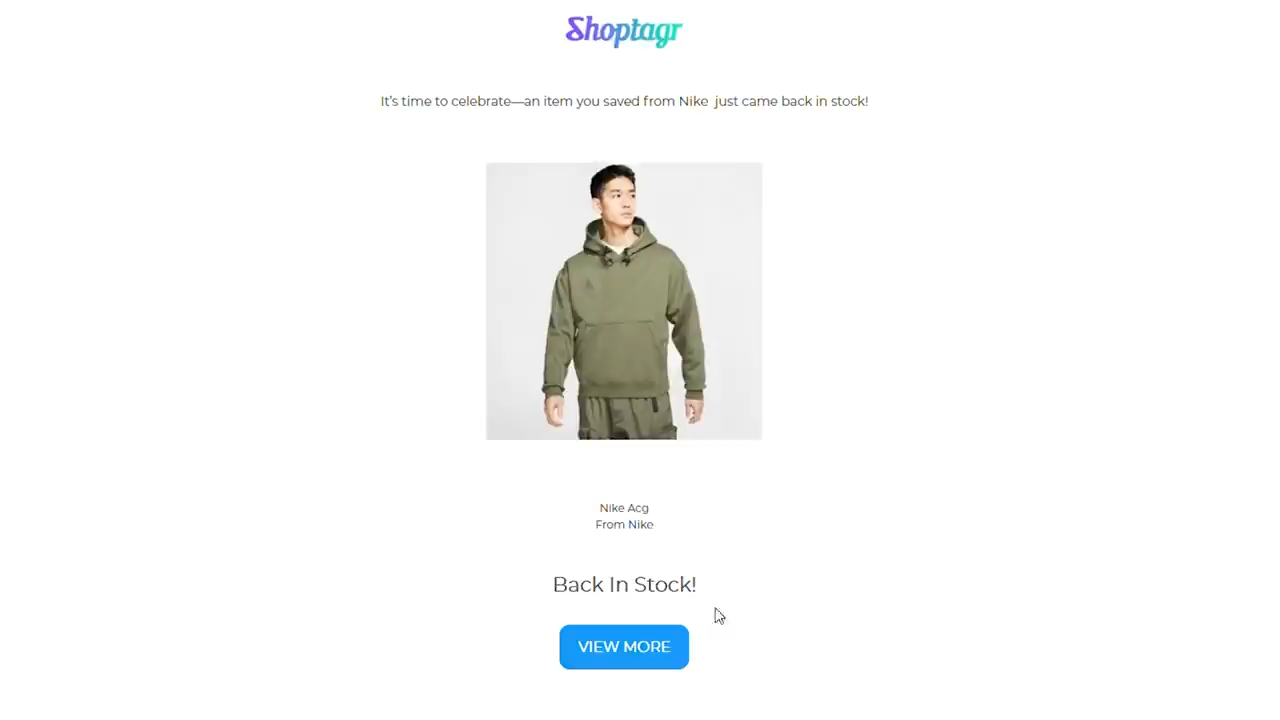 Shoptagr
It's time to celebrate—an item you saved from Nike just came back in stock!
Nike Acg
From Nike
Back In Stock!
VIEW MORE